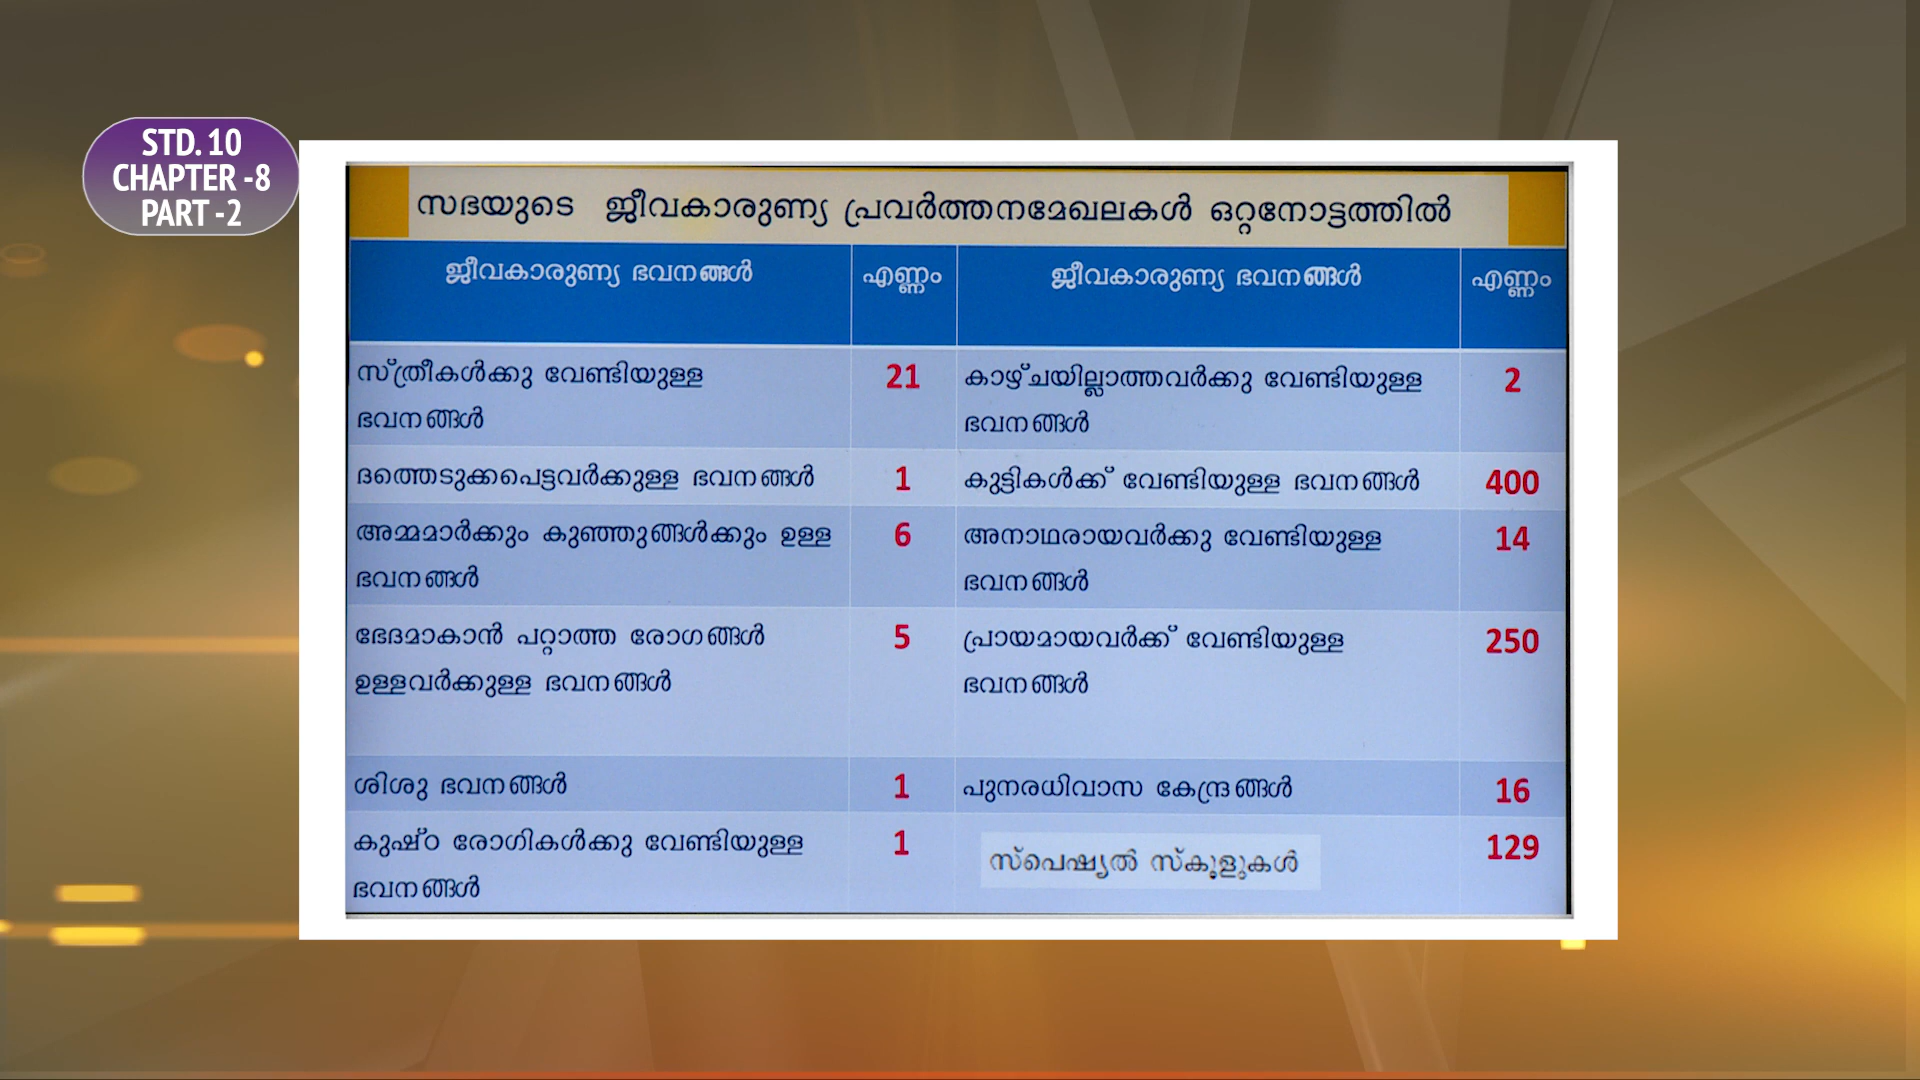 STD. 10
CHAPTER -8
PART -2
സഭയുടെ ജീവകാരുണ്യ പ്രവർത്തനമേഖലകൾ ഒറ്റനോട്ടത്തിൽ
ജീവകാരുണ്യ ഭവനങ്ങൾ എണ്ണം ജീവകാരുണ്യ ഭവനങ്ങൾ എണ്ണം
സ്ത്രീകൾക്കു വേണ്ടിയുള്ള 21 കാഴ്ചയില്ലാത്തവർക്കു വേണ്ടിയുള്ള 2
ഭവനങ്ങൾ ഭവനങ്ങൾ
ദത്തെടുക്കപെട്ടവർക്കുള്ള ഭവനങ്ങൾ 1 കുട്ടികൾക്ക് വേണ്ടിയുള്ള ഭവനങ്ങൾ 400
അമ്മമാർക്കും കുഞ്ഞുങ്ങൾക്കും ഉള്ള 6 അനാഥരായവർക്കു വേണ്ടിയുള്ള 14
ഭവനങ്ങൾ ഭവനങ്ങൾ
ഭേദമാകാൻ പറ്റാത്ത രോഗങ്ങൾ 5 പ്രായമായവർക്ക് വേണ്ടിയുള്ള 250
ഉള്ളവർക്കുള്ള ഭവനങ്ങൾ ഭവനങ്ങൾ
ശിശു ഭവനങ്ങൾ 1 പുനരധിവാസ കേന്ദ്രങ്ങൾ 16
കുഷ്ഠ രോഗികൾക്കു വേണ്ടിയുള്ള 1 സ്പെഷ്യൽ സ്കൂളുകൾ 129
ഭവനങ്ങൾ